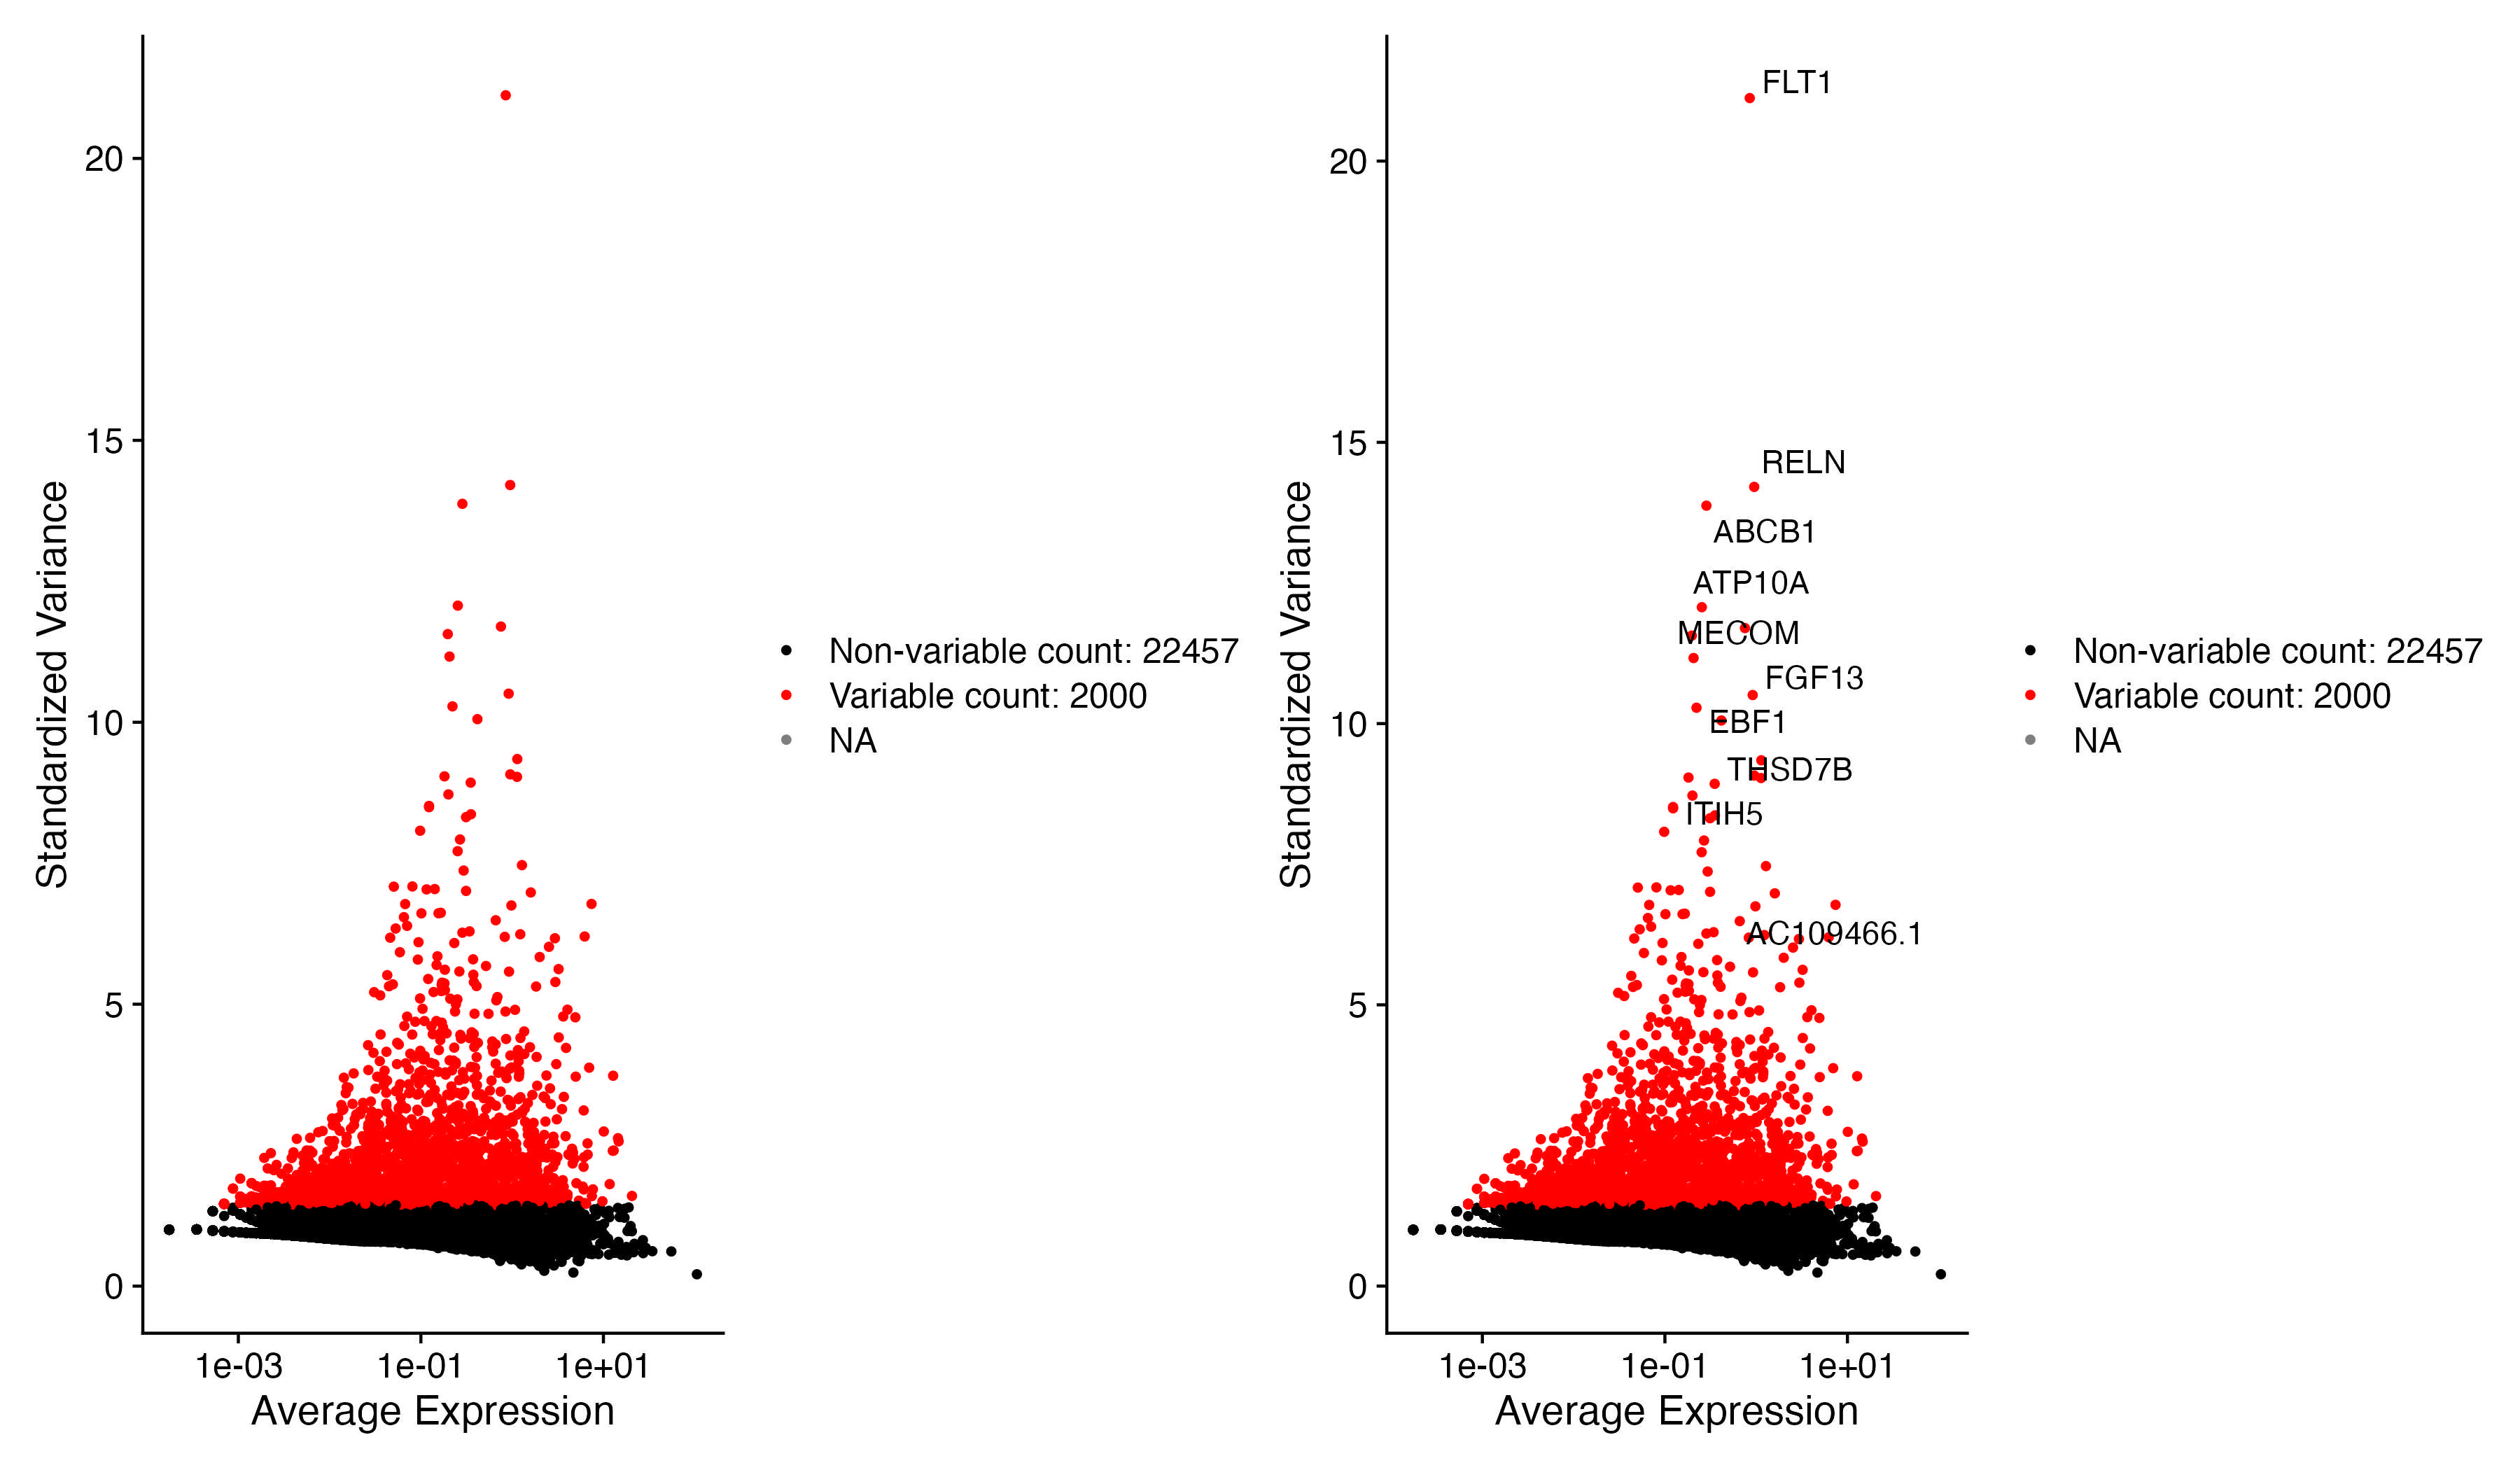 20
15
10
5
0
Standardized Variance
1e-03
1e-01
1e+01
Average Expression
Non-variable count: 22457
Variable count: 2000
NA
20
15
10
5
0
Standardized Variance
FLT1
RELN
ABCB1
ATP10A
MECOM
FGF13
EBF1
THSD7B
ITIH5
AC109466.1
1e-03
1e-01
1e+01
Average Expression
Non-variable count: 22457
Variable count: 2000
NA